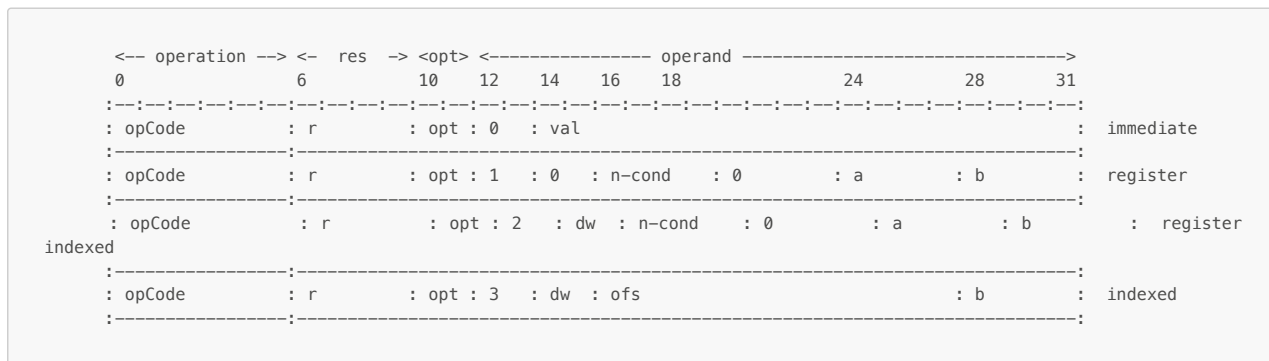 <-- operation --> <-  res  -> <opt> <---------------- operand -------------------------------->
0                       6               10    12     14     16     18                      24              28         31
:--:--:--:--:--:--:--:--:--:--:--:--:--:--:--:--:--:--:--:--:--:--:--:--:--:--:--:--:--:--:--:--:
: opCode          : r         : opt : 0   : val                                                 :  immediate
:-----------------:-----------------------------------------------------------------------------:
: opCode          : r         : opt : 1   : 0   : n-cond    : 0          : a         : b         :  register
:-----------------:-----------------------------------------------------------------------------:
: opCode          : r          : opt : 2   : dw  : n-cond    : 0          : a           : b          :  register
indexed
:-----------------:-----------------------------------------------------------------------------:
: opCode          : r         : opt : 3   : dw  : ofs                                : b         :  indexed
:-----------------:-----------------------------------------------------------------------------: